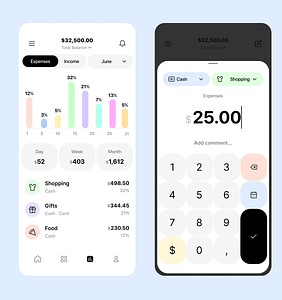 $32,500.00
Total Balance
Expenses
Income
June
12%
3%
5%
32%
21%
7%
13%
5%
1
5
10
15
20
20
25
Day
$52
Week
$403
Month
$1,612
Shopping
$498.50
Cash
32%
Gifts
$344.45
Cash · Card
21%
Food
$230.50
Cash
12%
$32,500.00
Total Balance
Cash
Shopping
Expenses
$25.00
Add comment...
1 2 3
4 5 6
7 8 9
$ 0 ,